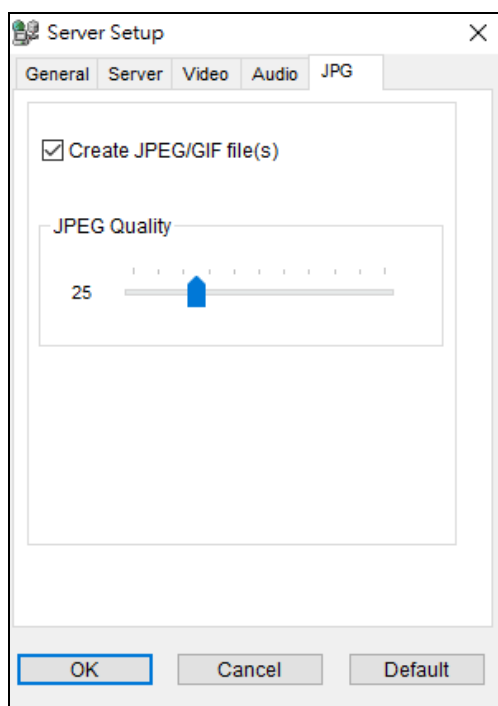 Server Setup
General Server Video Audio JPG
Create JPEG/GIF file(s)
JPEG Quality
25
OK Cancel Default